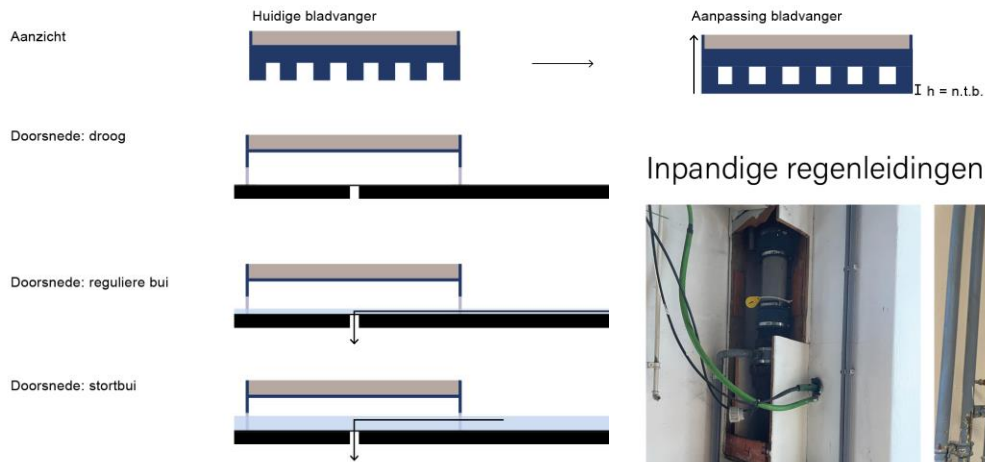 Huidige bladvanger
Aanpassing bladvanger
Aanzicht
h = n.t.b.
Doorsnede: droog
Inpandige regenleidingen
Doorsnede: reguliere bui
Doorsnede: stortbui